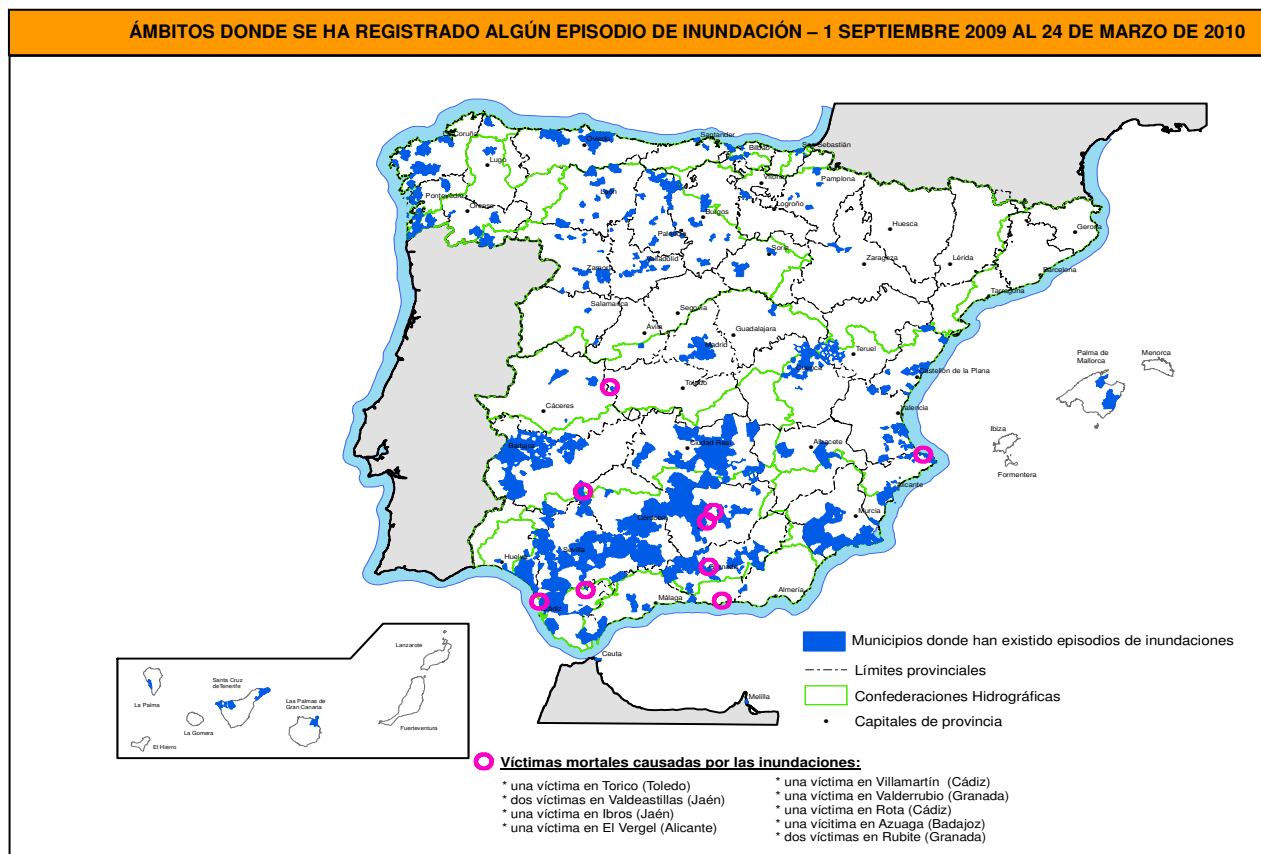 ÁMBITOS DONDE SE HA REGISTRADO ALGÚN EPISODIO DE INUNDACIÓN – 1 SEPTIEMBRE 2009 AL 24 DE MARZO DE 2010
Coruña
Oviedo
Santander
Bilbao
San Sebastián
Lugo
Vitoria
Pamplona
León
Pontevedra
Orense
Logroño
Burgos
Huesca
Gerona
Palencia
Soria
Valladolid
Zaragoza
Lérida
Zamora
Barcelona
Tarragona
Salamanca
Segovia
Ávila
Guadalajara
Madrid
Teruel
Palma de
Mallorca
Menorca
Cuenca
Castellón de la Plana
Toledo
Cáceres
Valencia
Ibiza
Badajoz
Ciudad Real
Albacete
Formentera
Alicante
Córdoba
Murcia
Sevilla
Huelva
Granada
Almería
Málaga
Cádiz
Ceuta
Melilla
Lanzarote
Santa Cruz
deTenerife
La Palma
Las Palmas de
Gran Canaria
La Gomera
Fuerteventura
El Hierro
Municipios donde han existido episodios de inundaciones
Límites provinciales
Confederaciones Hidrográficas
Capitales de provincia
Víctimas mortales causadas por las inundaciones:
* una víctima en Torico (Toledo)
* dos víctimas en Valdeastillas (Jaén)
* una víctima en Ibros (Jaén)
* una víctima en El Vergel (Alicante)
* una víctima en Villamartín (Cádiz)
* una víctima en Valderrubio (Granada)
* una víctima en Rota (Cádiz)
* una vícitima en Azuaga (Badajoz)
* dos víctimas en Rubite (Granada)